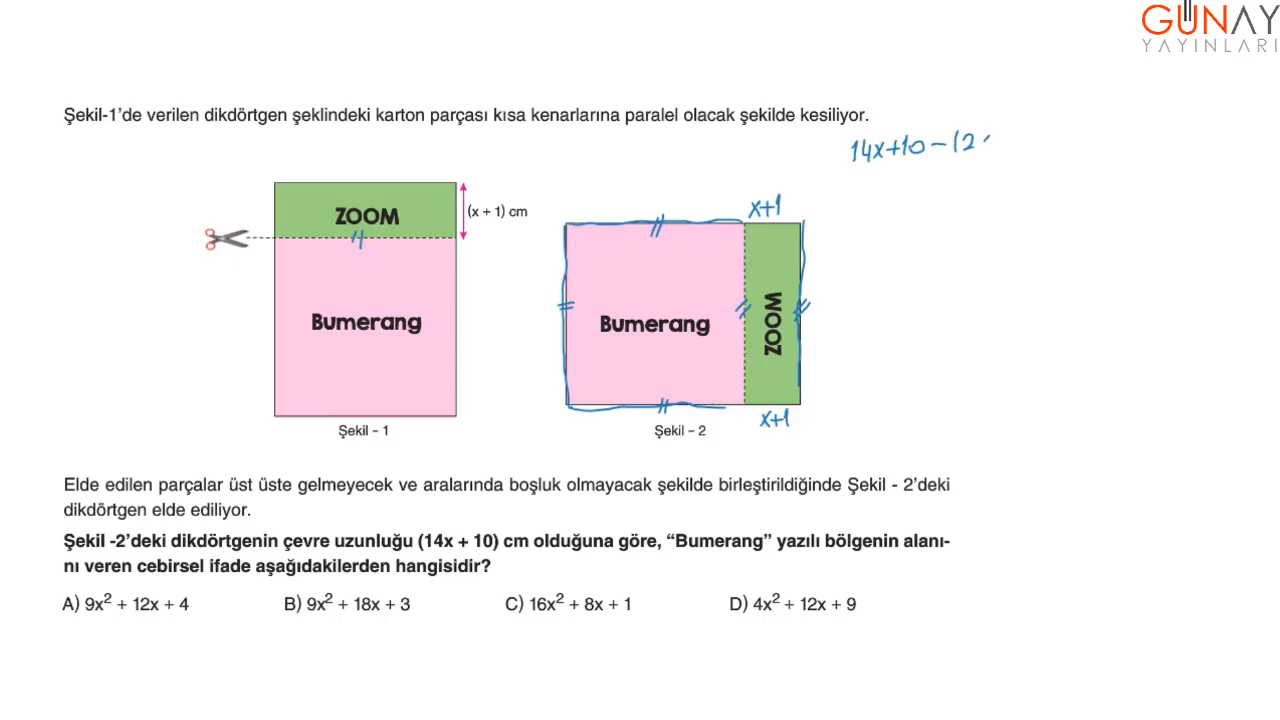 GÜNAY
YAYINLARI
Şekil-1'de verilen dikdörtgen şeklindeki karton parçası kısa kenarlarına paralel olacak şekilde kesiliyor.
14x+10-(2
ZOOM
(x + 1) cm
Bumerang
Şekil – 1
x+1
Bumerang
ZOOM
x+1
Şekil – 2
Elde edilen parçalar üst üste gelmeyecek ve aralarında boşluk olmayacak şekilde birleştirildiğinde Şekil - 2'deki
dikdörtgen elde ediliyor.
Şekil -2'deki dikdörtgenin çevre uzunluğu (14x + 10) cm olduğuna göre, “Bumerang” yazılı bölgenin alanı-
nı veren cebirsel ifade aşağıdakilerden hangisidir?
A) 9x² + 12x + 4 B) 9x² + 18x + 3 C) 16x² + 8x + 1 D) 4x² + 12x + 9